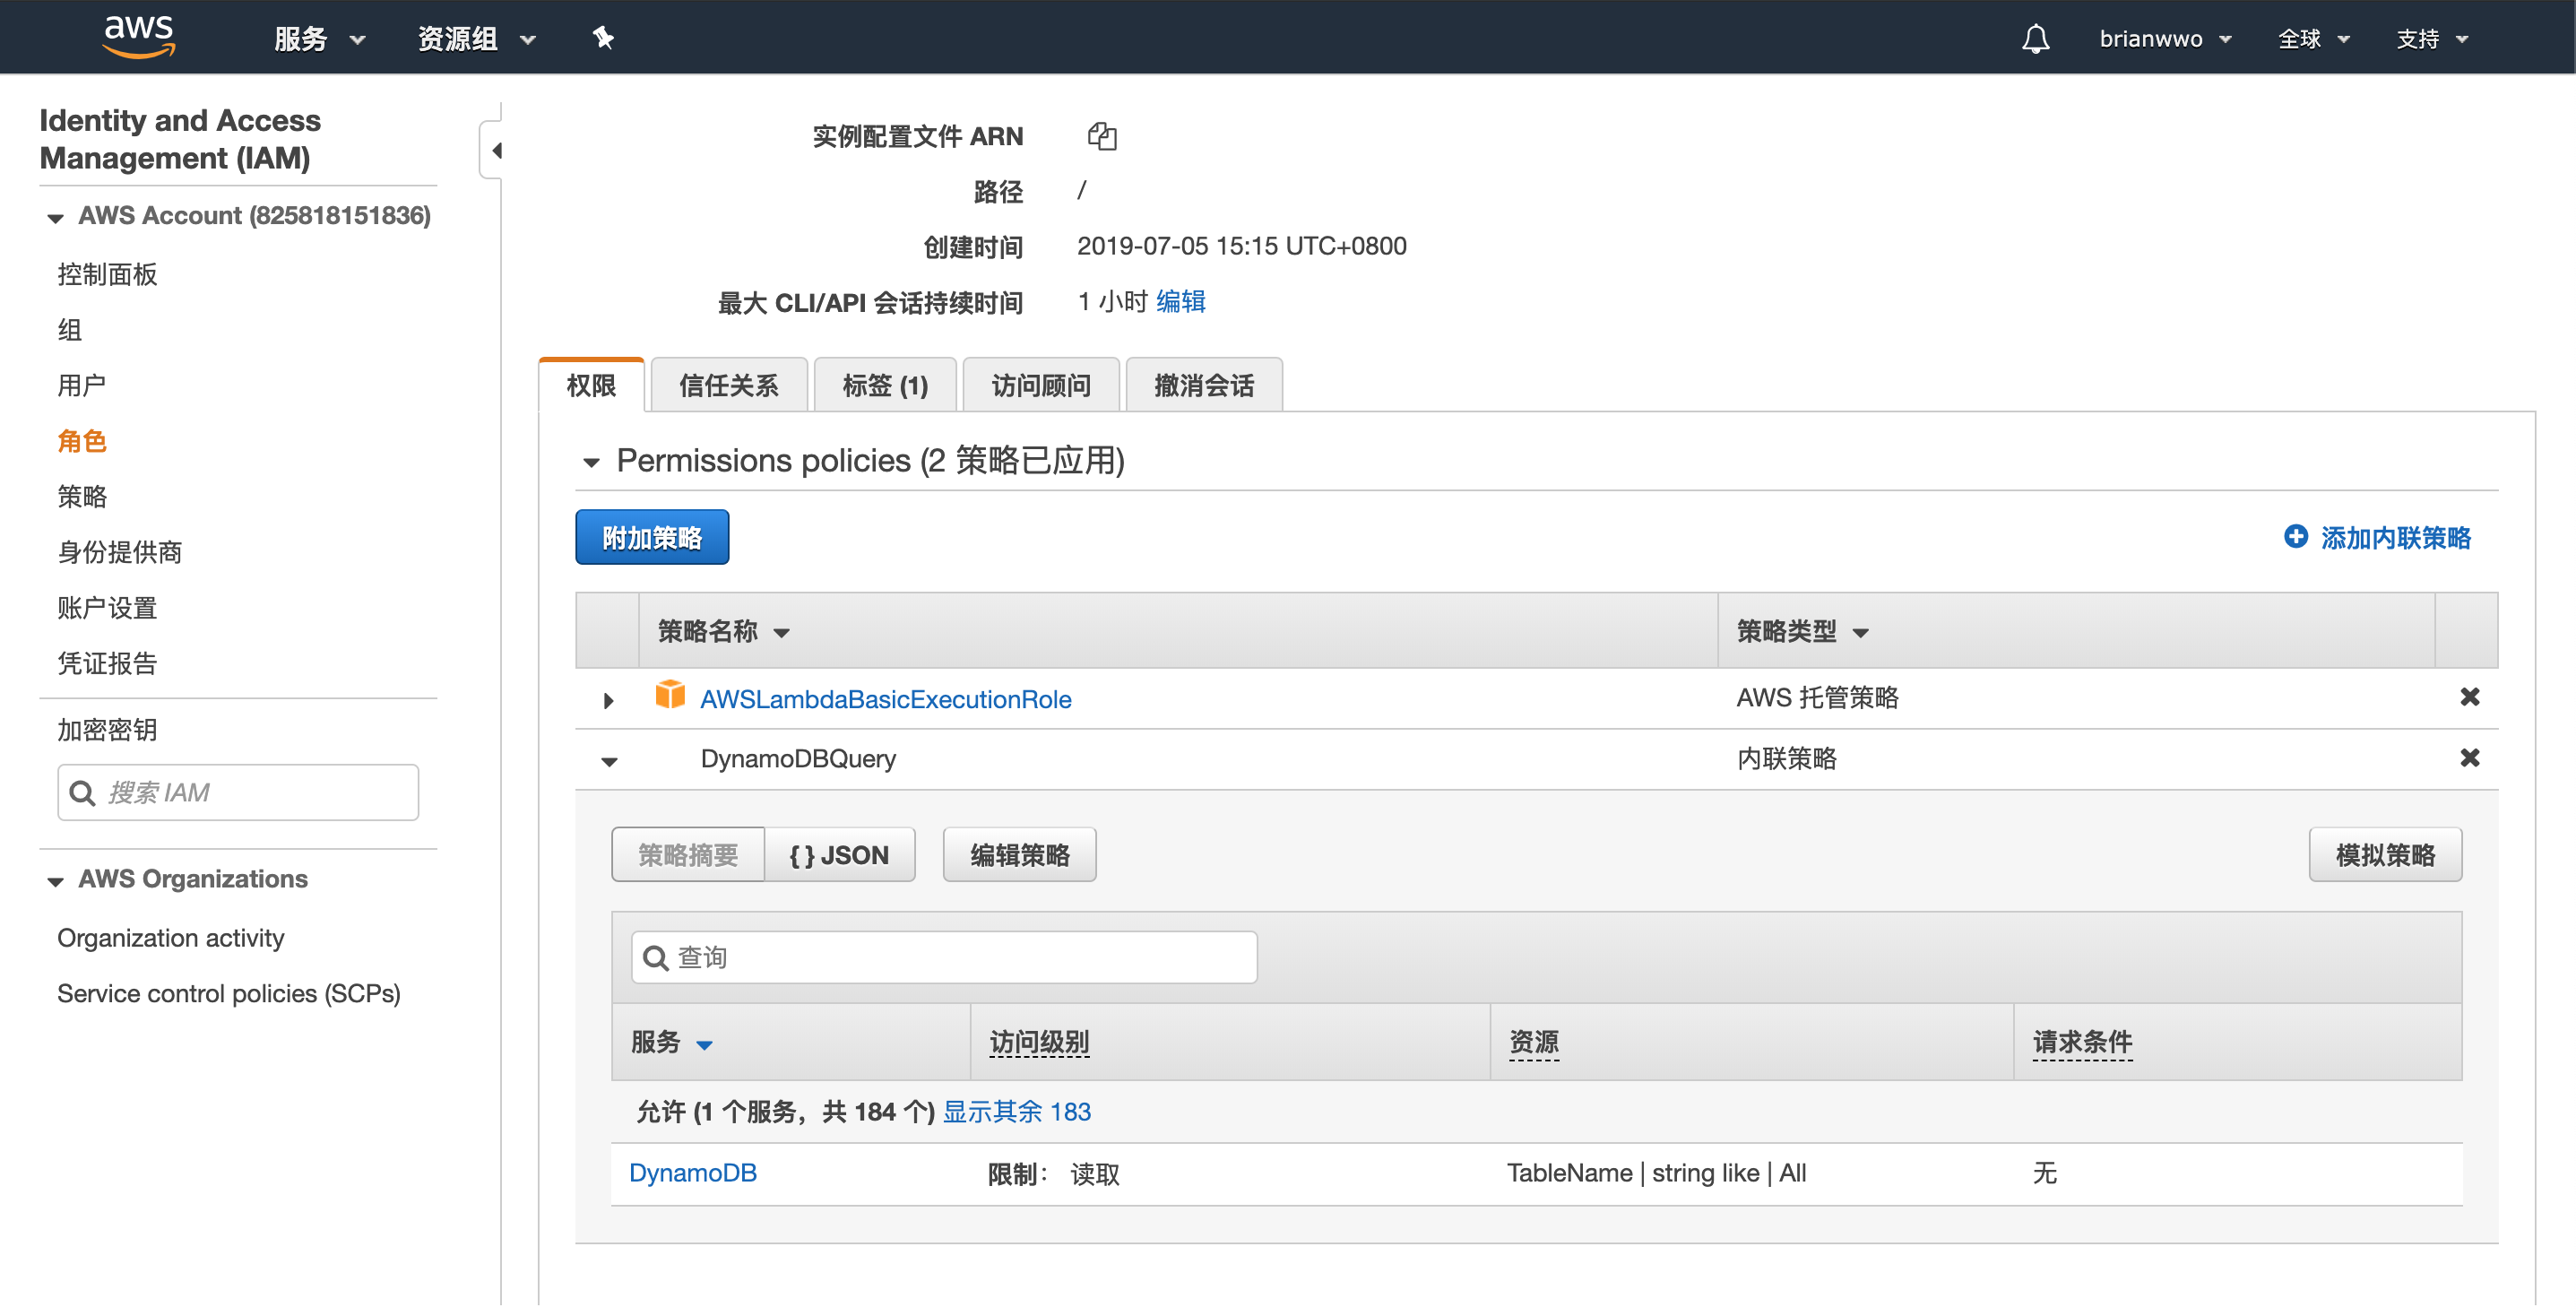 aws 服务 资源组 brianwwo 全球 支持
Identity and Access
Management (IAM)
AWS Account (825818151836)
控制面板
组
用户
角色
策略
身份提供商
账户设置
凭证报告
加密密钥
搜索 IAM
AWS Organizations
Organization activity
Service control policies (SCPs)
实例配置文件 ARN
路径 /
创建时间 2019-07-05 15:15 UTC+0800
最大 CLI/API 会话持续时间 1 小时 编辑
权限 信任关系 标签 (1) 访问顾问 撤消会话
Permissions policies (2 策略已应用)
附加策略 添加内联策略
策略名称 策略类型
AWSLambdaBasicExecutionRole AWS 托管策略
DynamoDBQuery 内联策略
策略摘要 { } JSON 编辑策略 模拟策略
查询
服务 访问级别 资源 请求条件
允许 (1 个服务，共 184 个) 显示其余 183
DynamoDB 限制： 读取 TableName | string like | All 无